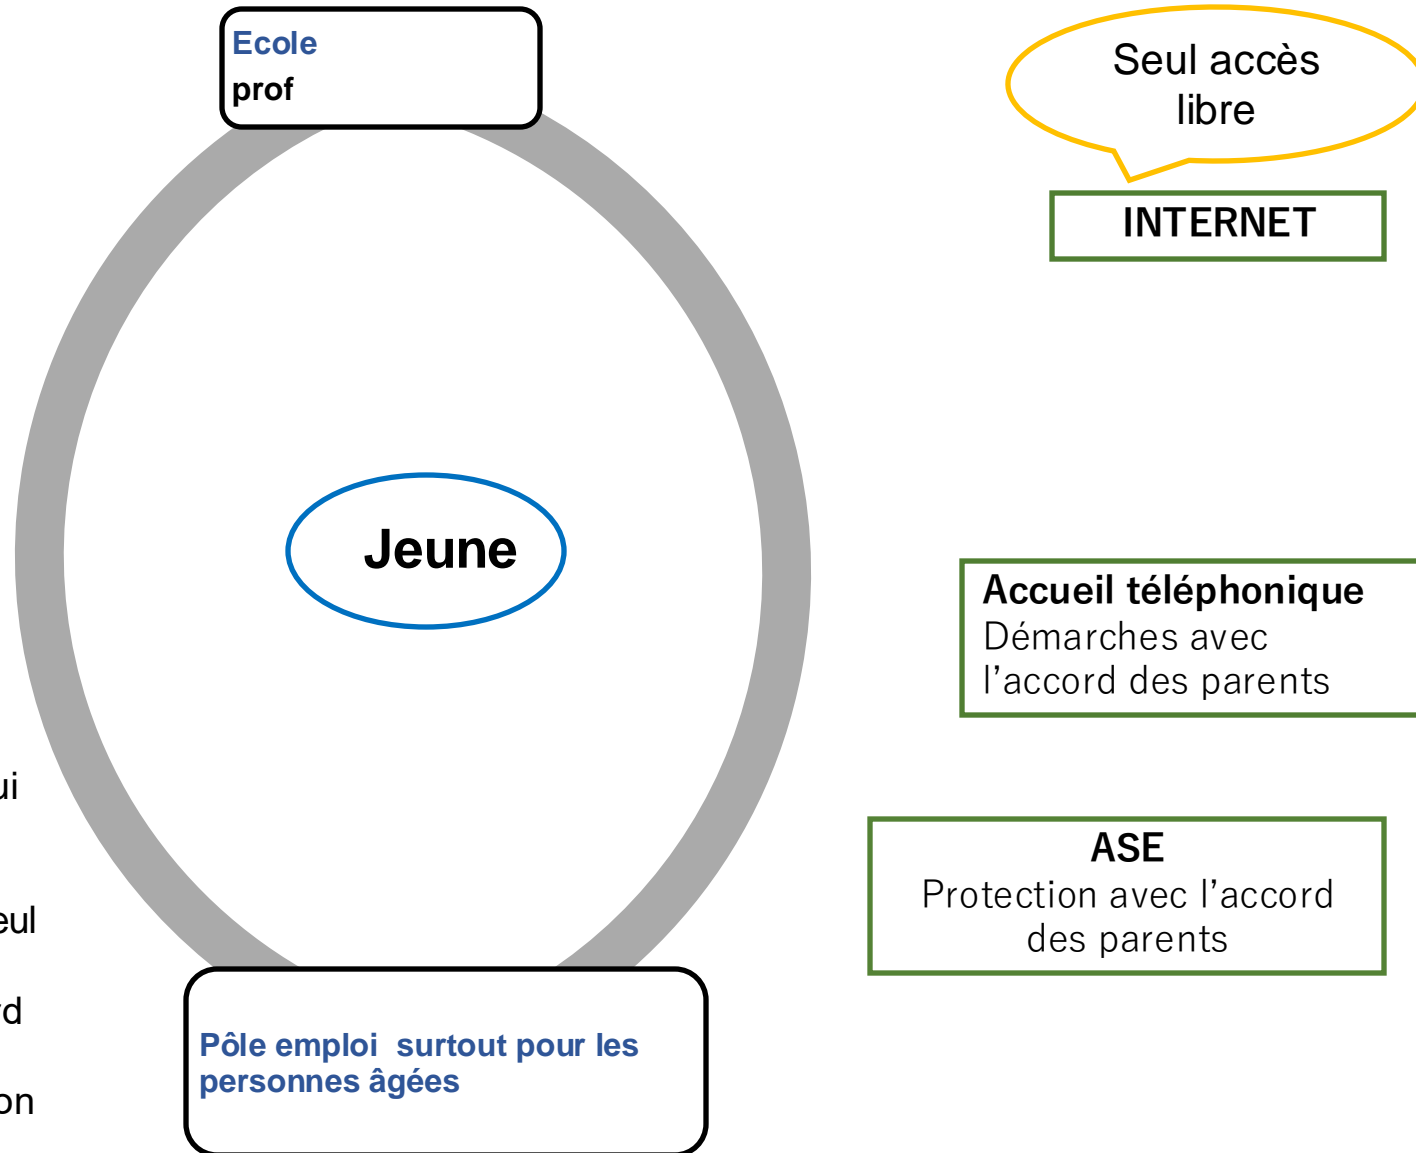 Ecole
prof
Seul accès
libre
INTERNET
Jeune
Accueil téléphonique
Démarches avec
l’accord des parents
ASE
Protection avec l’accord
des parents
Pôle emploi surtout pour les
personnes âgées